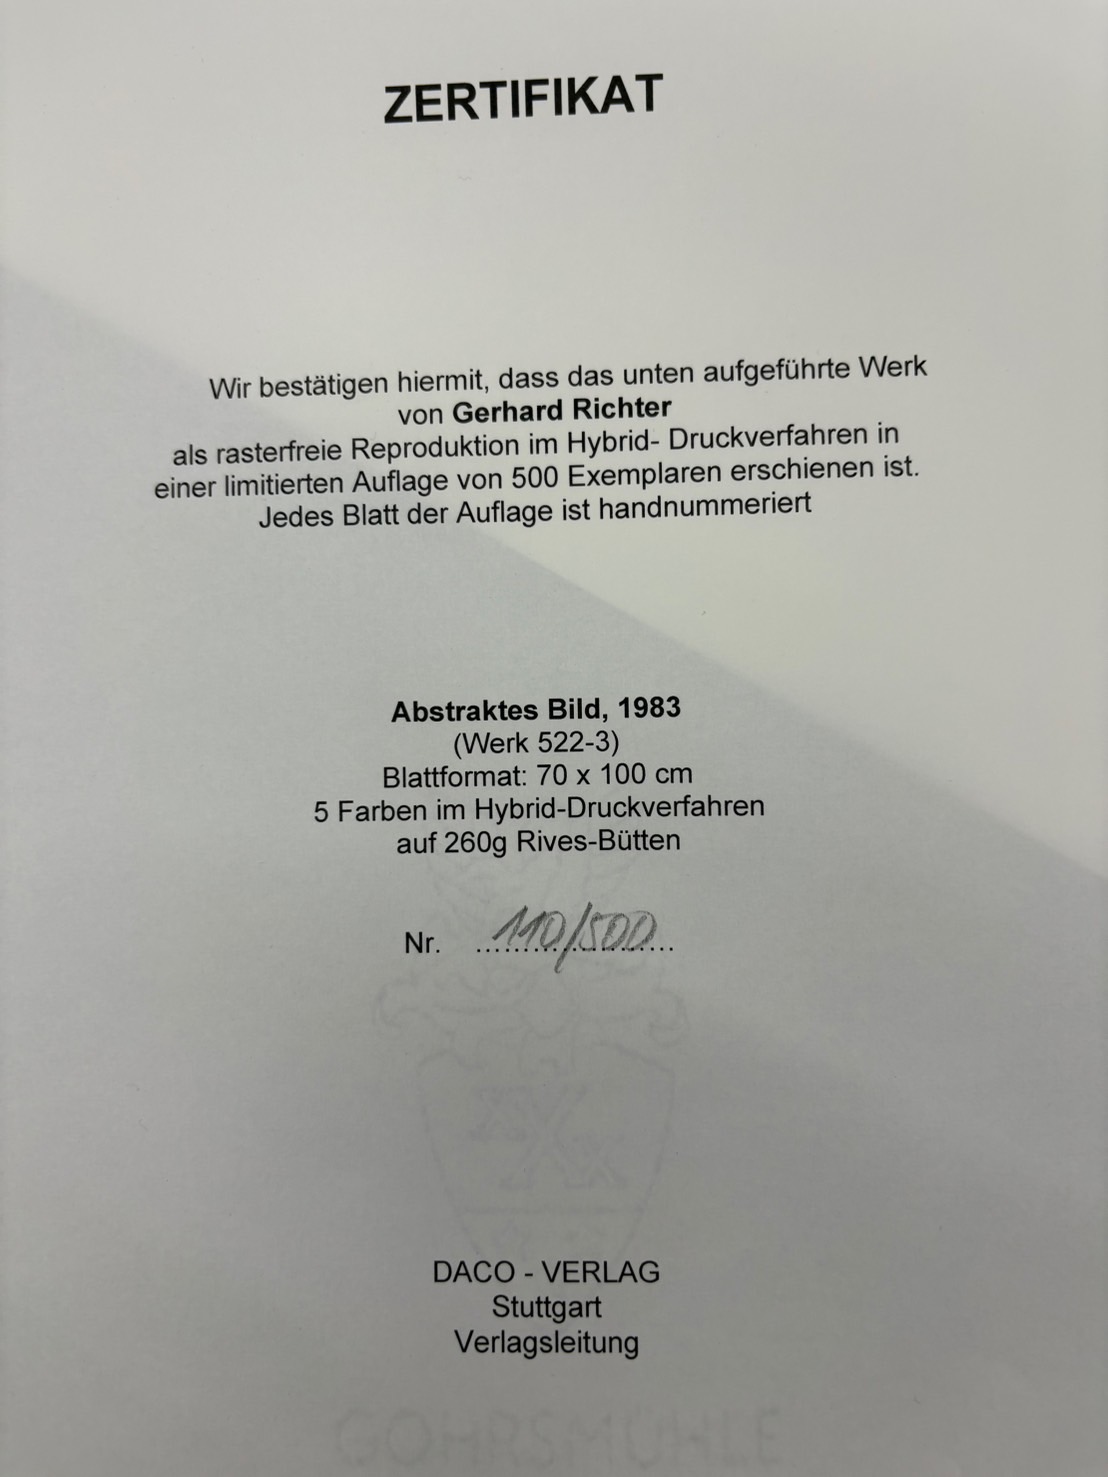 ZERTIFIKAT
Wir bestätigen hiermit, dass das unten aufgeführte Werk
von Gerhard Richter
als rasterfreie Reproduktion im Hybrid- Druckverfahren in
einer limitierten Auflage von 500 Exemplaren erschienen ist.
Jedes Blatt der Auflage ist handnummeriert
Abstraktes Bild, 1983
(Werk 522-3)
Blattformat: 70 x 100 cm
5 Farben im Hybrid-Druckverfahren
auf 260g Rives-Bütten
Nr. 110/500
DACO - VERLAG
Stuttgart
Verlagsleitung
GOHRSMÜHLE